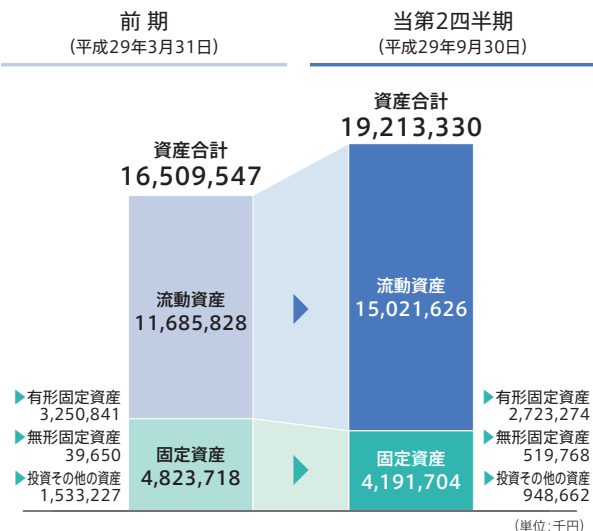 前 期
(平成29年3月31日)
当第2四半期
(平成29年9月30日)
資産合計
16,509,547
流動資産
11,685,828
▶有形固定資産
3,250,841
▶無形固定資産
39,650
▶投資その他の資産
1,533,227
固定資産
4,823,718
資産合計
19,213,330
流動資産
15,021,626
固定資産
4,191,704
▶有形固定資産
2,723,274
▶無形固定資産
519,768
▶投資その他の資産
948,662
(単位:千円)